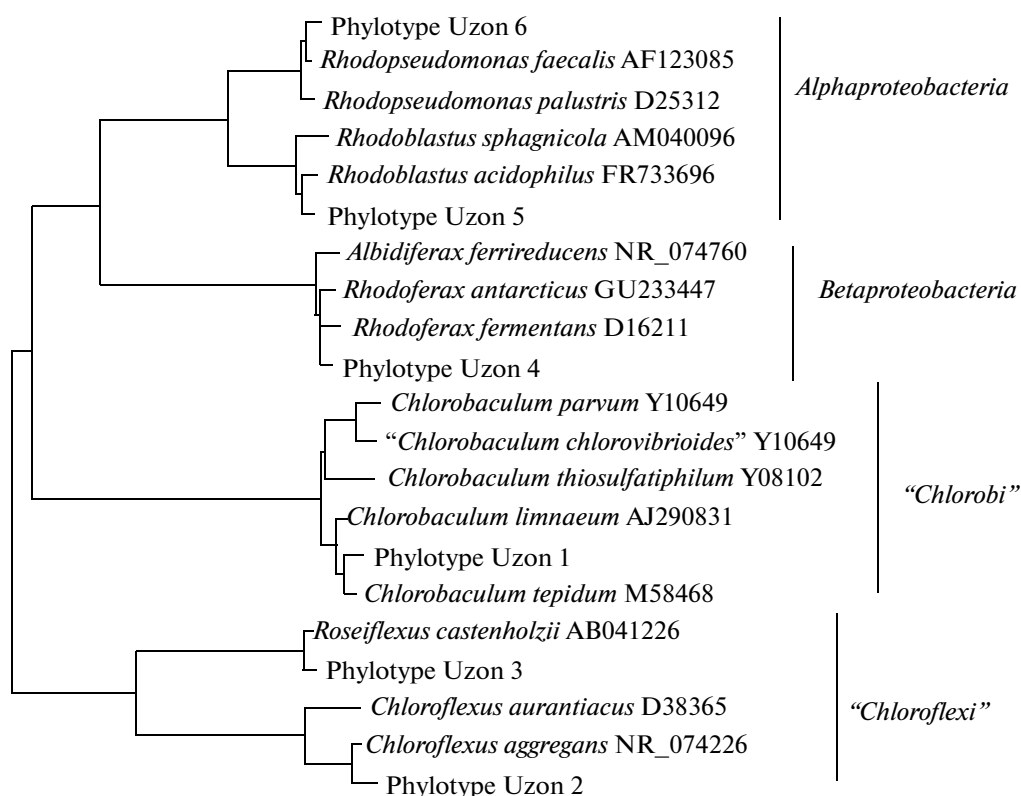 Phylotype Uzon 6
Rhodopseudomonas faecalis AF123085
Rhodopseudomonas palustris D25312
Alphaproteobacteria
Rhodoblastus sphagnicola AM040096
Rhodoblastus acidophilus FR733696
Phylotype Uzon 5
Albidiferax ferrireducens NR_074760
Rhodoferax antarcticus GU233447
Betaproteobacteria
Rhodoferax fermentans D16211
Phylotype Uzon 4
Chlorobaculum parvum Y10649
“Chlorobaculum chlorovibrioides” Y10649
Chlorobaculum thiosulfatiphilum Y08102
“Chlorobi”
Chlorobaculum limnaeum AJ290831
Phylotype Uzon 1
Chlorobaculum tepidum M58468
Roseiflexus castenholzii AB041226
Phylotype Uzon 3
Chloroflexus aurantiacus D38365
“Chloroflexi”
Chloroflexus aggregans NR_074226
Phylotype Uzon 2